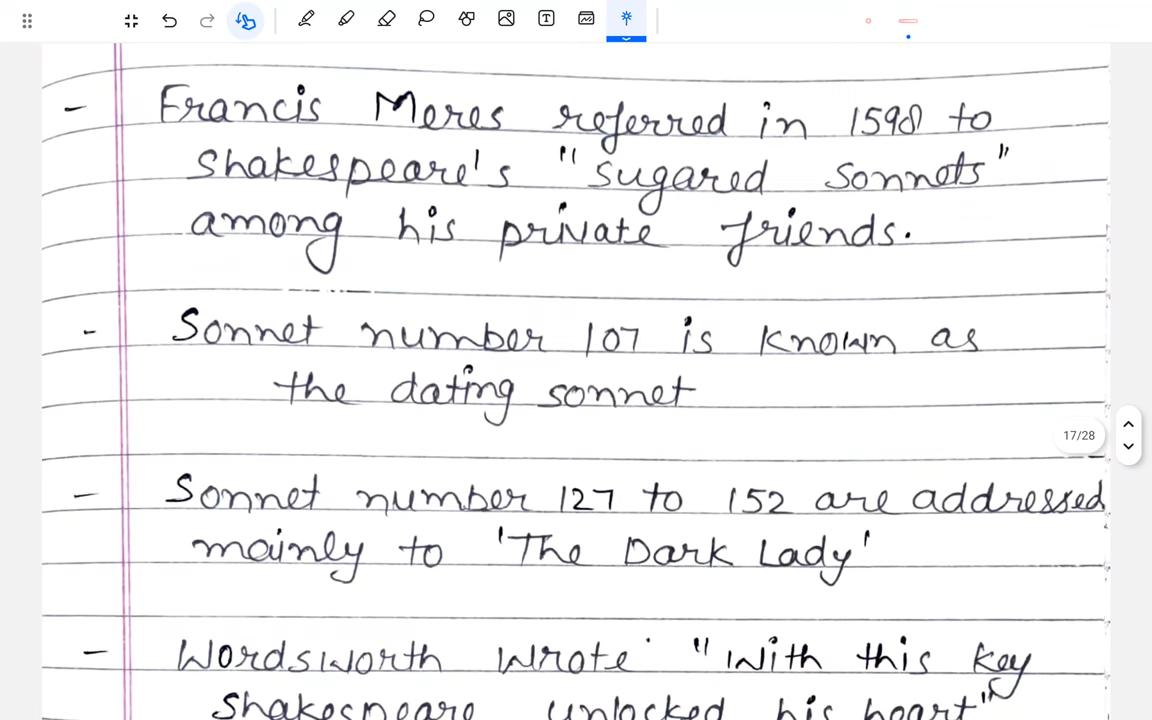 - Francis Meres referred in 1598 to
Shakespeare's "Sugared Sonnets"
among his private friends.
- Sonnet number 107 is known as
the dating sonnet
17/28
- Sonnet number 127 to 152 are addressed
mainly to 'The Dark Lady'
- Wordsworth wrote "With this key
Shakespeare unlocked his heart"